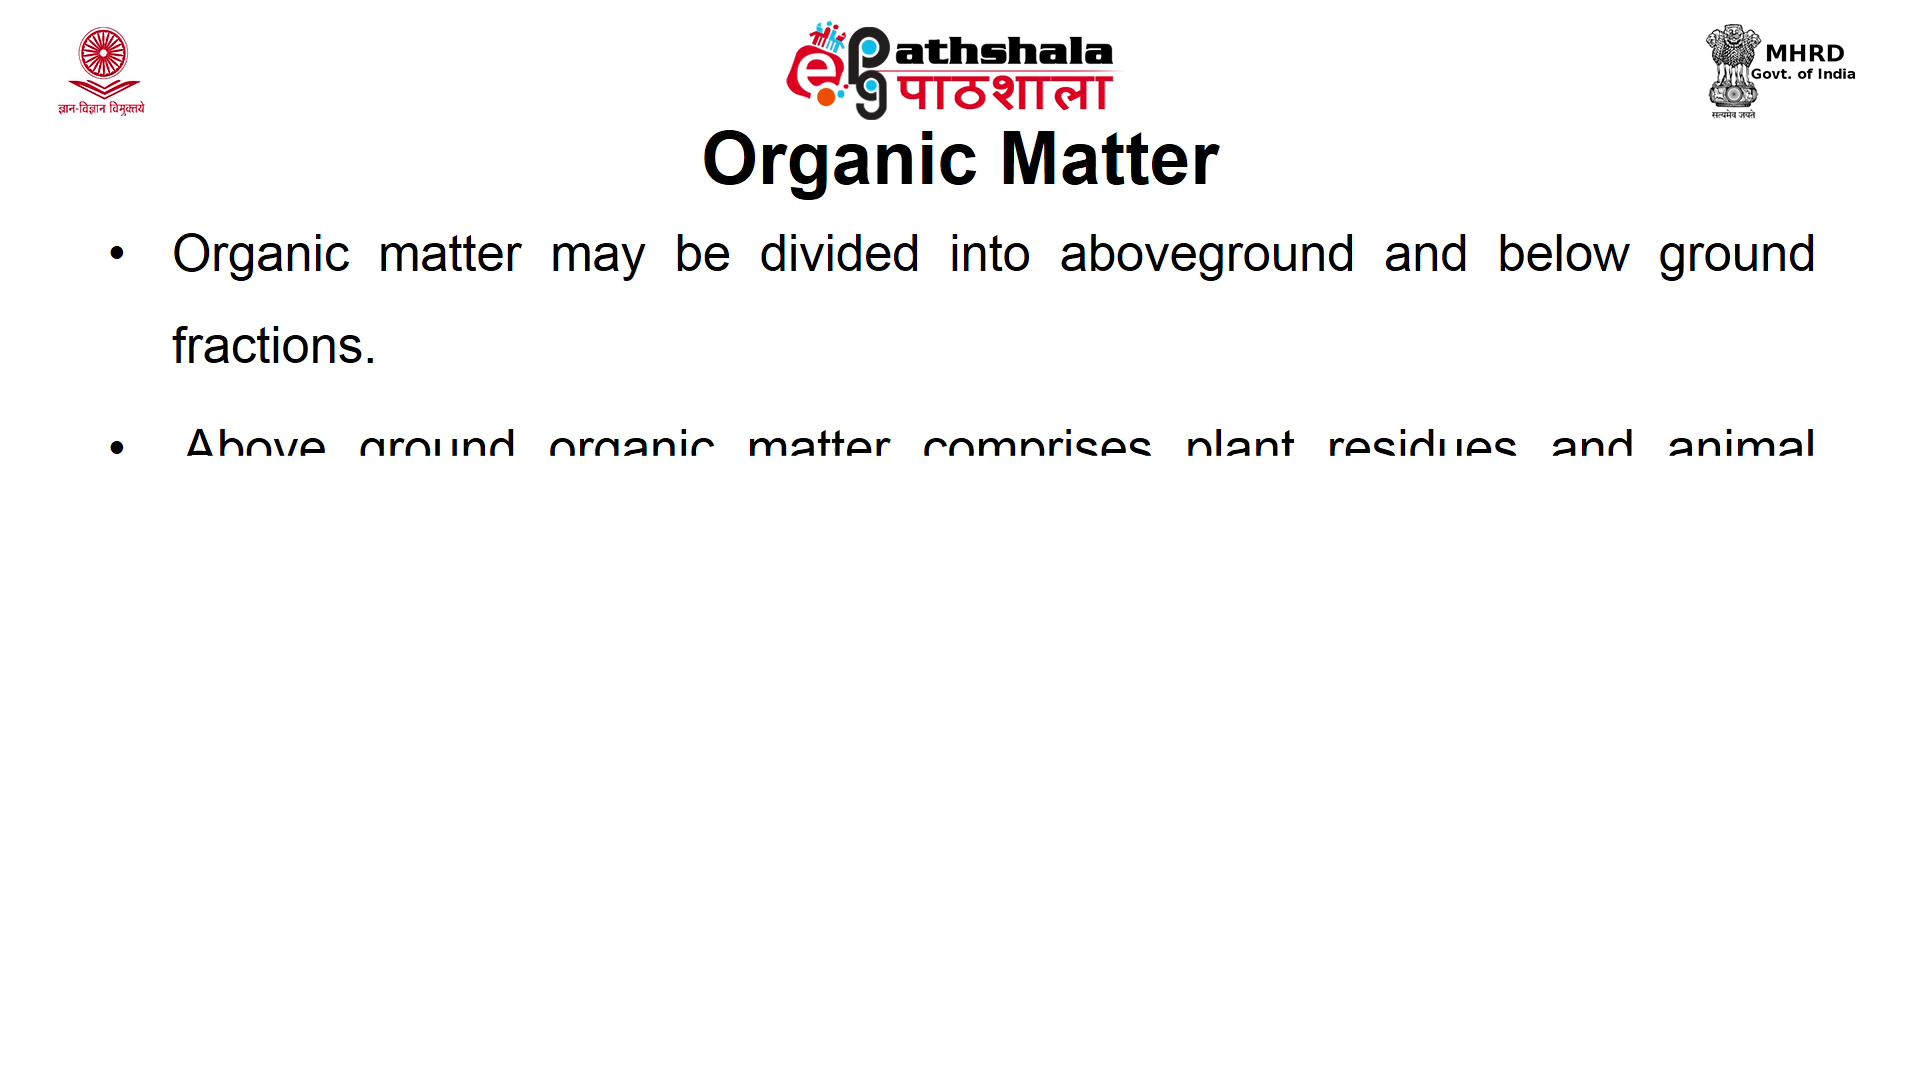 ज्ञान-विज्ञान विमुक्तये
Pathshala
पाठशाला
MHRD
Govt. of India
सत्यमेव जयते
Organic Matter
• Organic matter may be divided into aboveground and below ground
fractions.
• Above ground organic matter comprises plant residues and animal